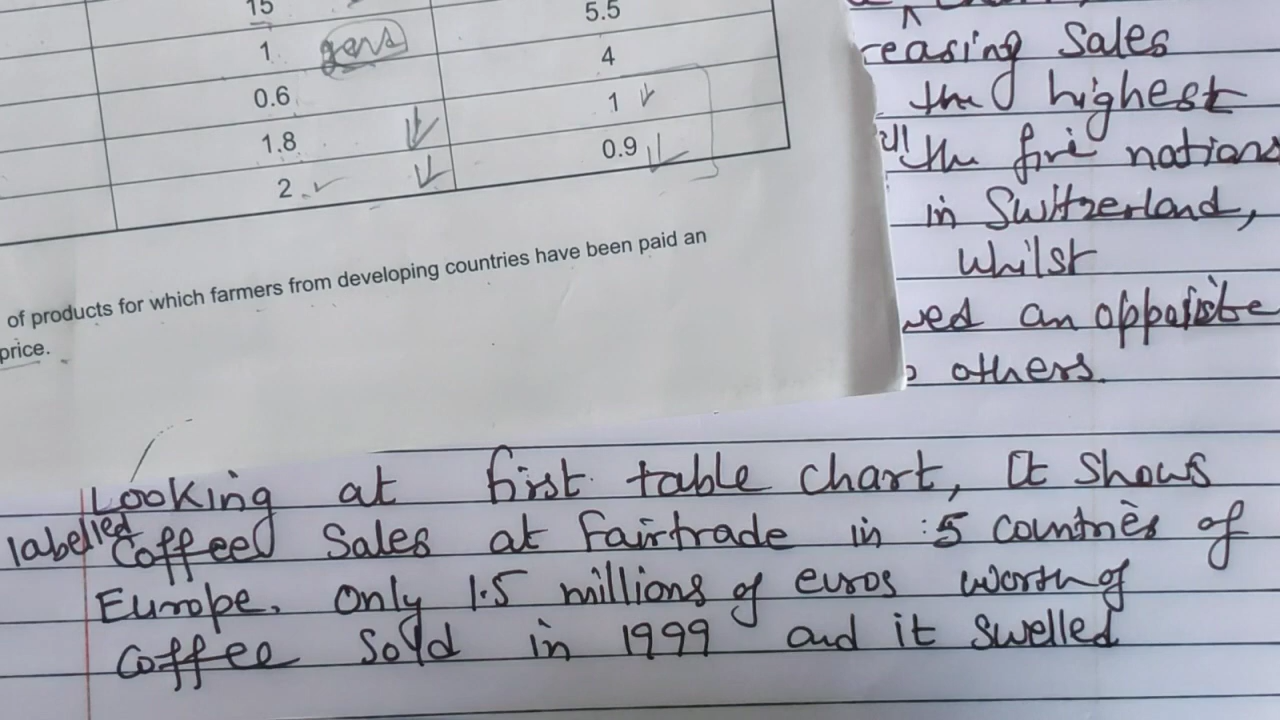 15 5.5
1 gens 4
0.6 1
1.8 0.9
2
of products for which farmers from developing countries have been paid an
price.
reasing Sales
the highest
the five nations
in Switzerland,
whilst
wed an opposite
others.
Looking at first table chart, It shows
labelled Coffee Sales at Fairtrade in 5 countries of
Europe. Only 1.5 millions of euros worth of
coffee sold in 1999 and it swelled